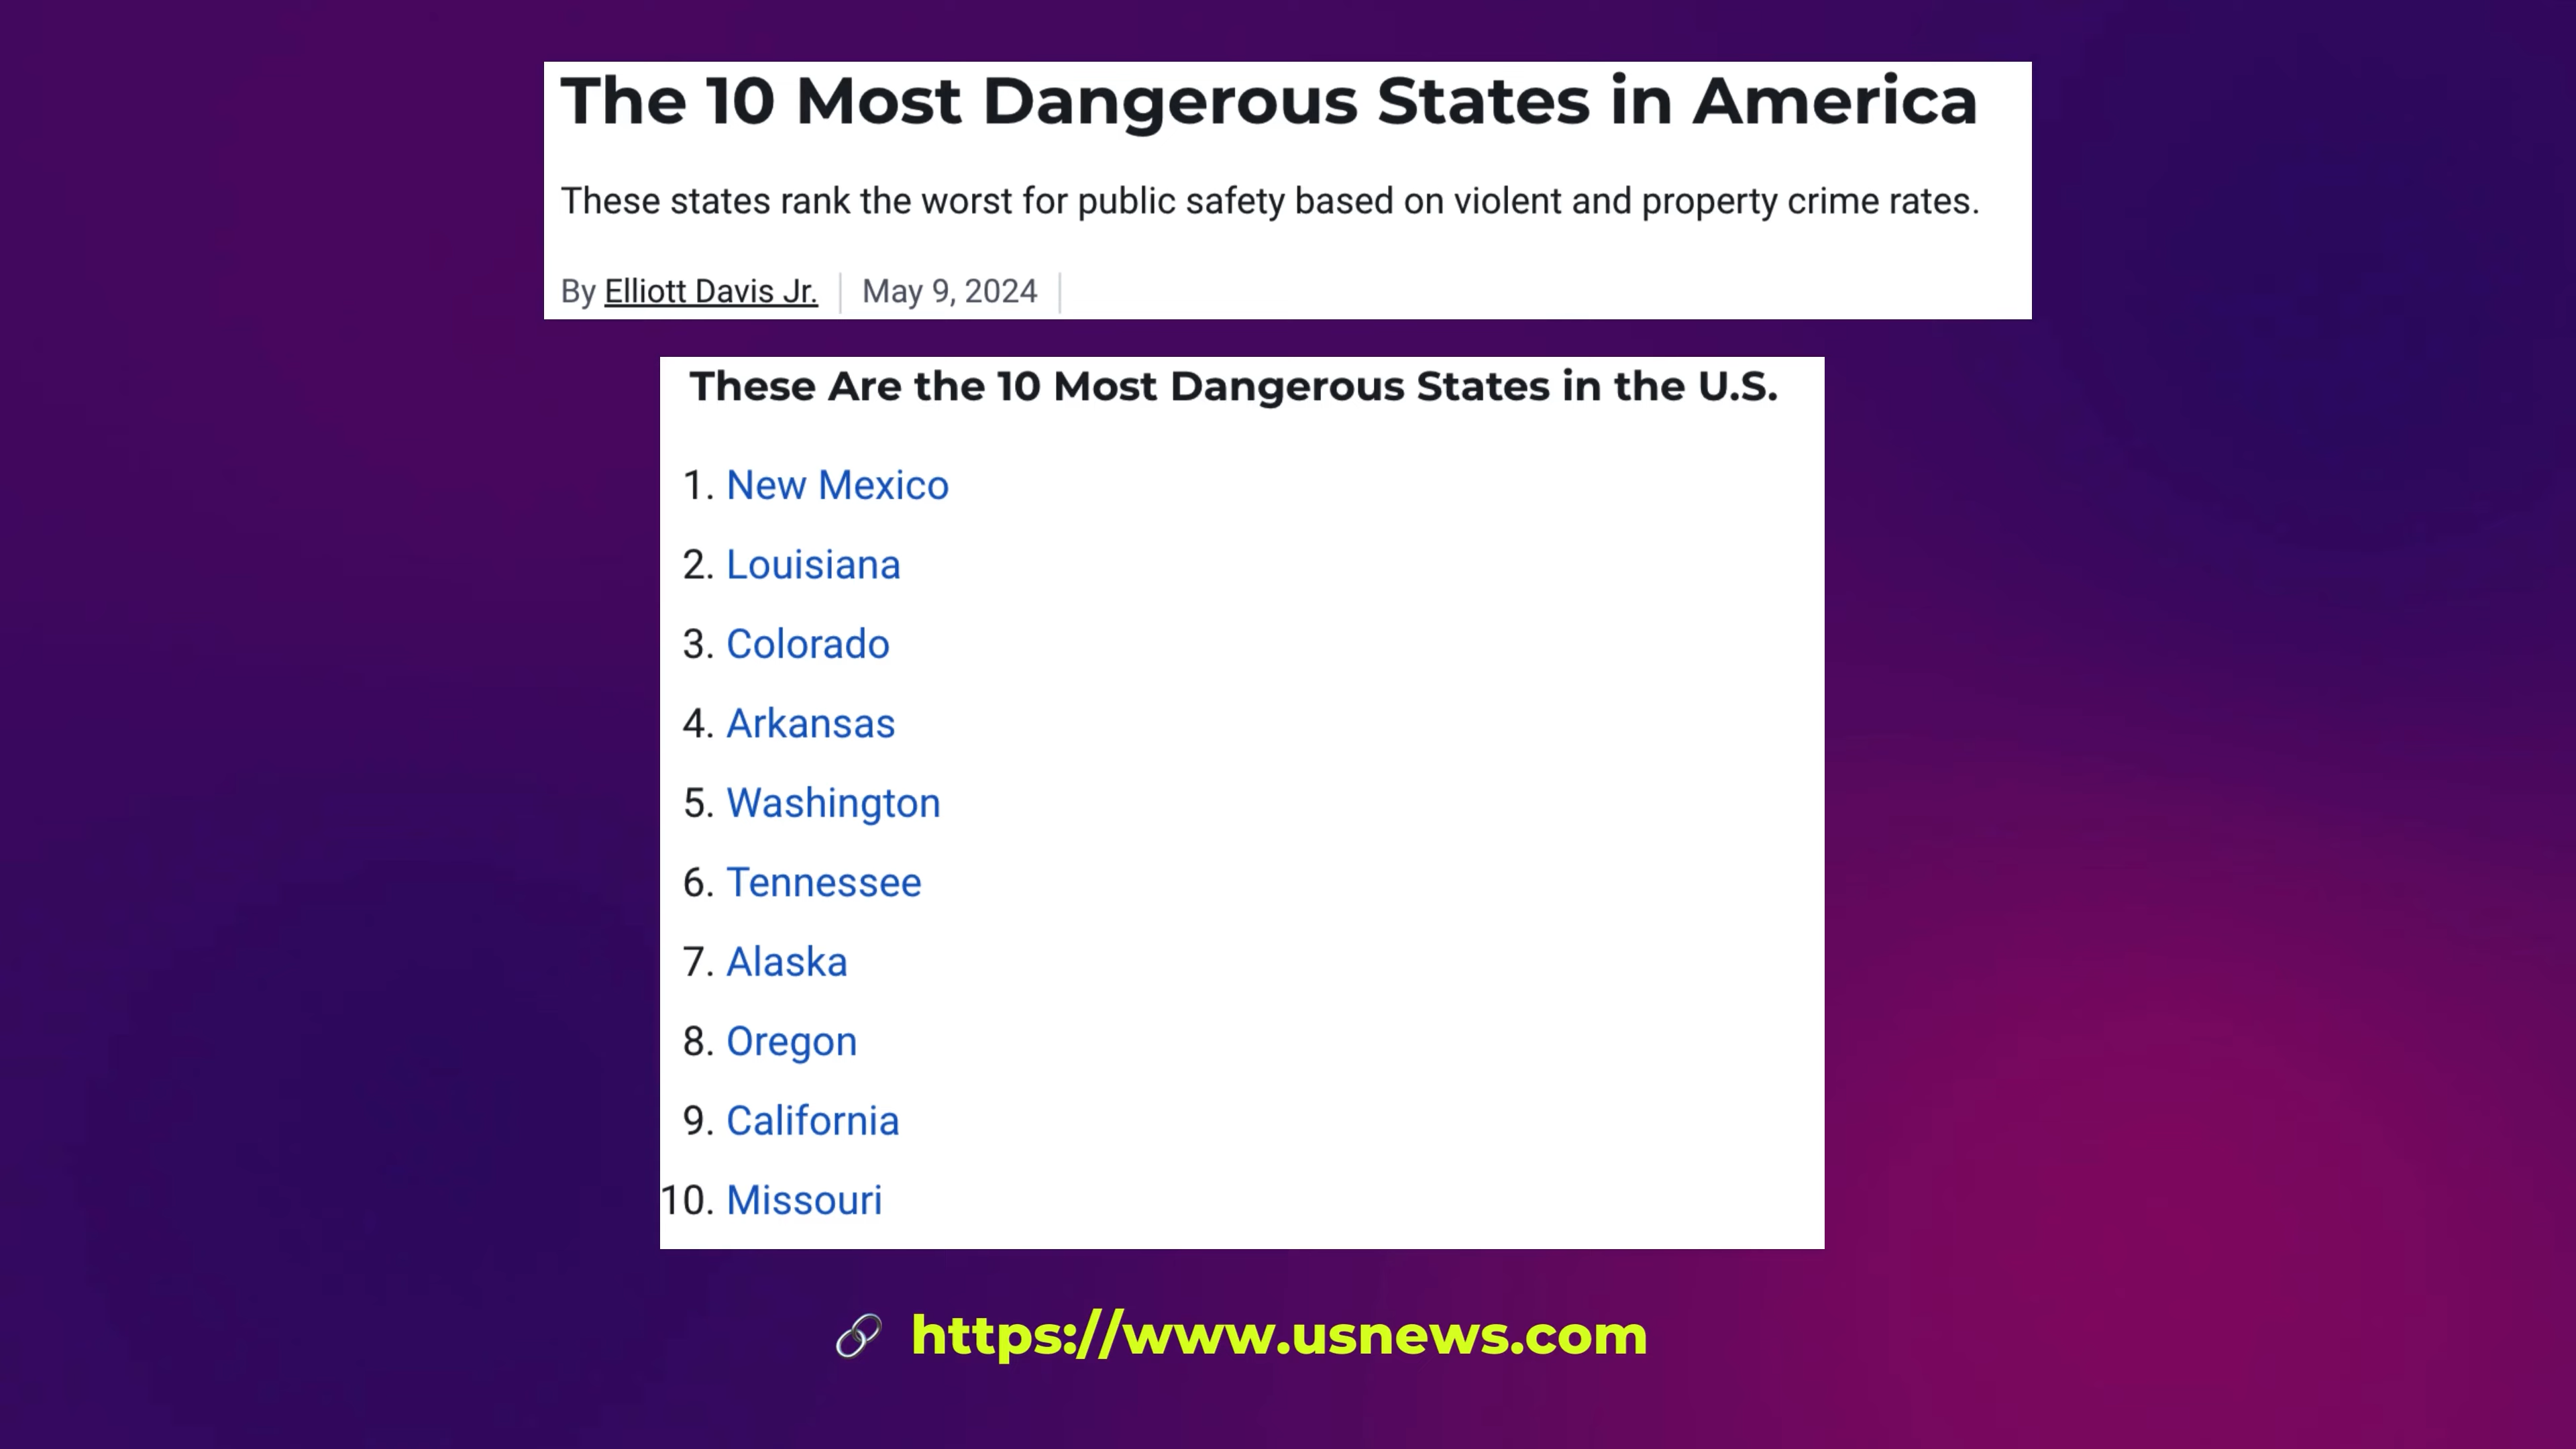 The 10 Most Dangerous States in America
These states rank the worst for public safety based on violent and property crime rates.
By Elliott Davis Jr. | May 9, 2024 |
These Are the 10 Most Dangerous States in the U.S.
1. New Mexico
2. Louisiana
3. Colorado
4. Arkansas
5. Washington
6. Tennessee
7. Alaska
8. Oregon
9. California
10. Missouri
https://www.usnews.com